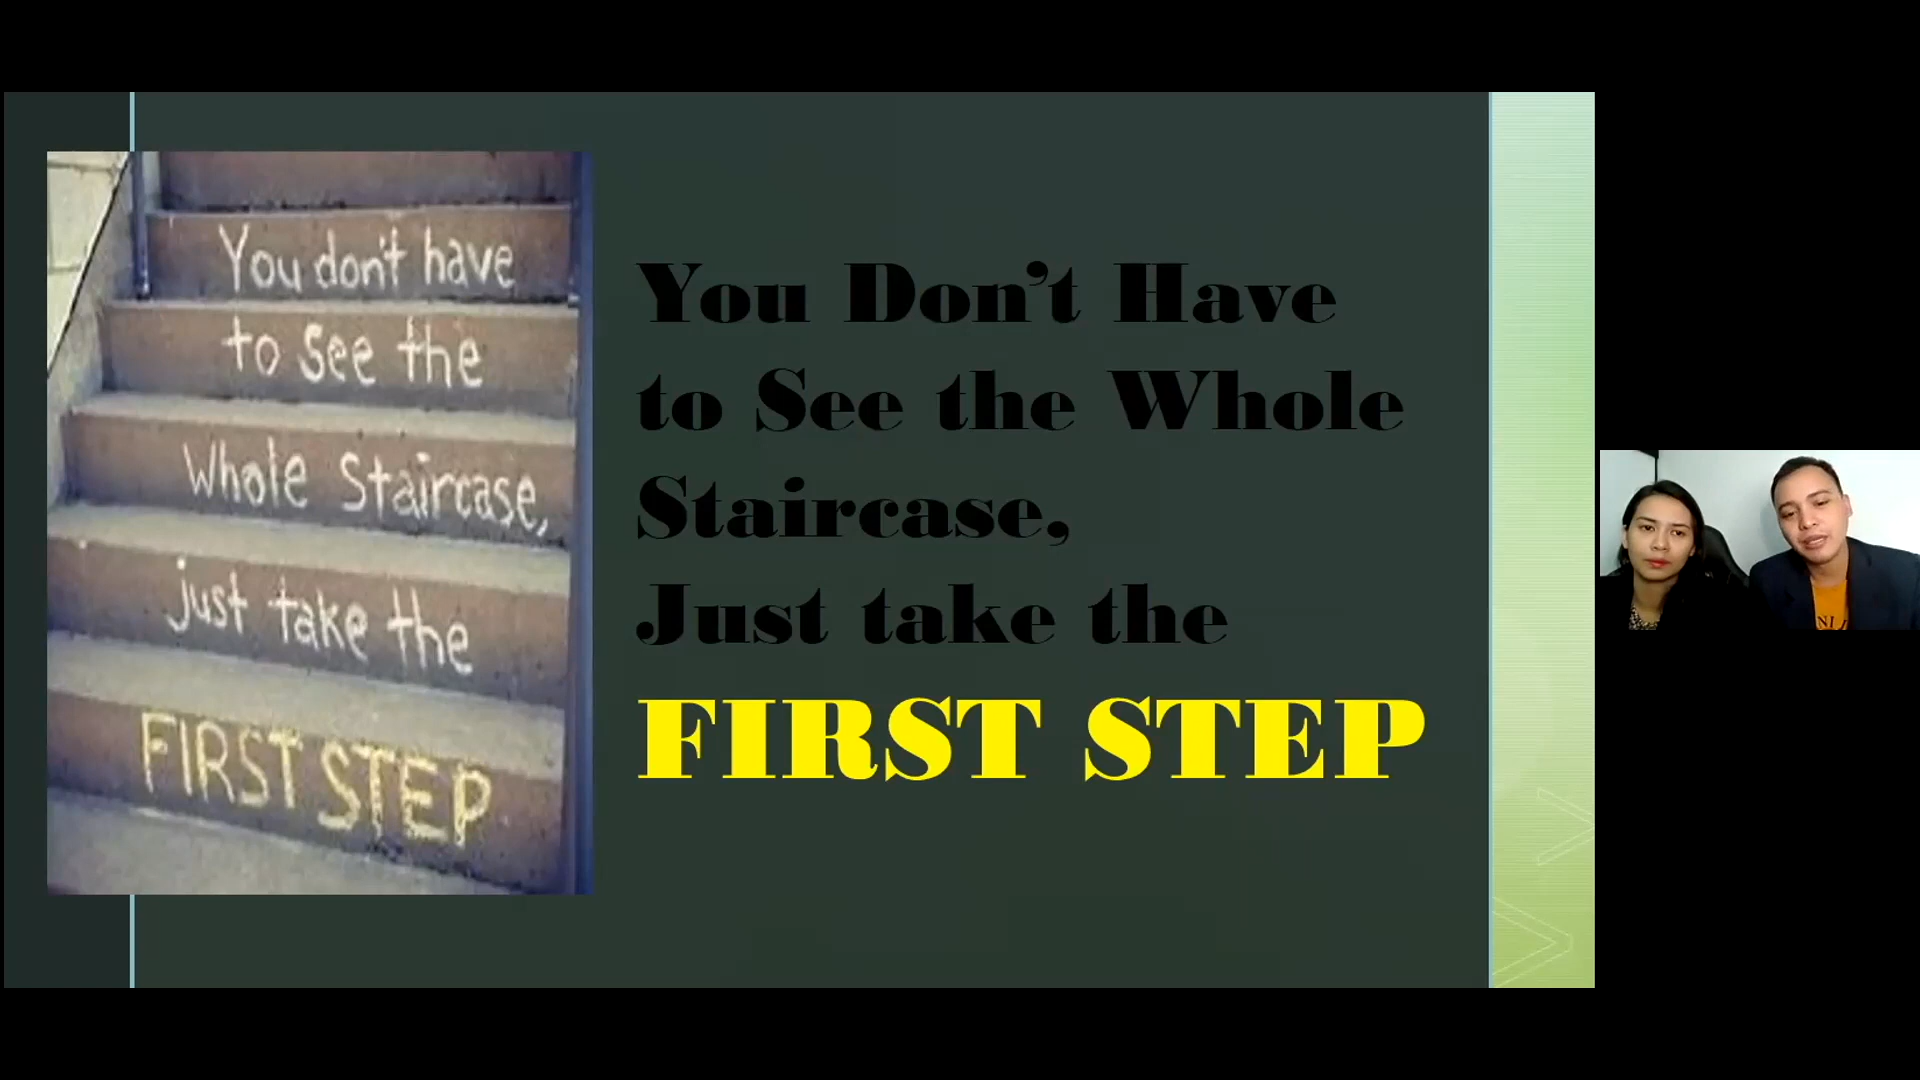 You don't have
to See the
Whole Staircase,
just take the
FIRST STEP
You Don't Have
to See the Whole
Staircase,
Just take the
FIRST STEP